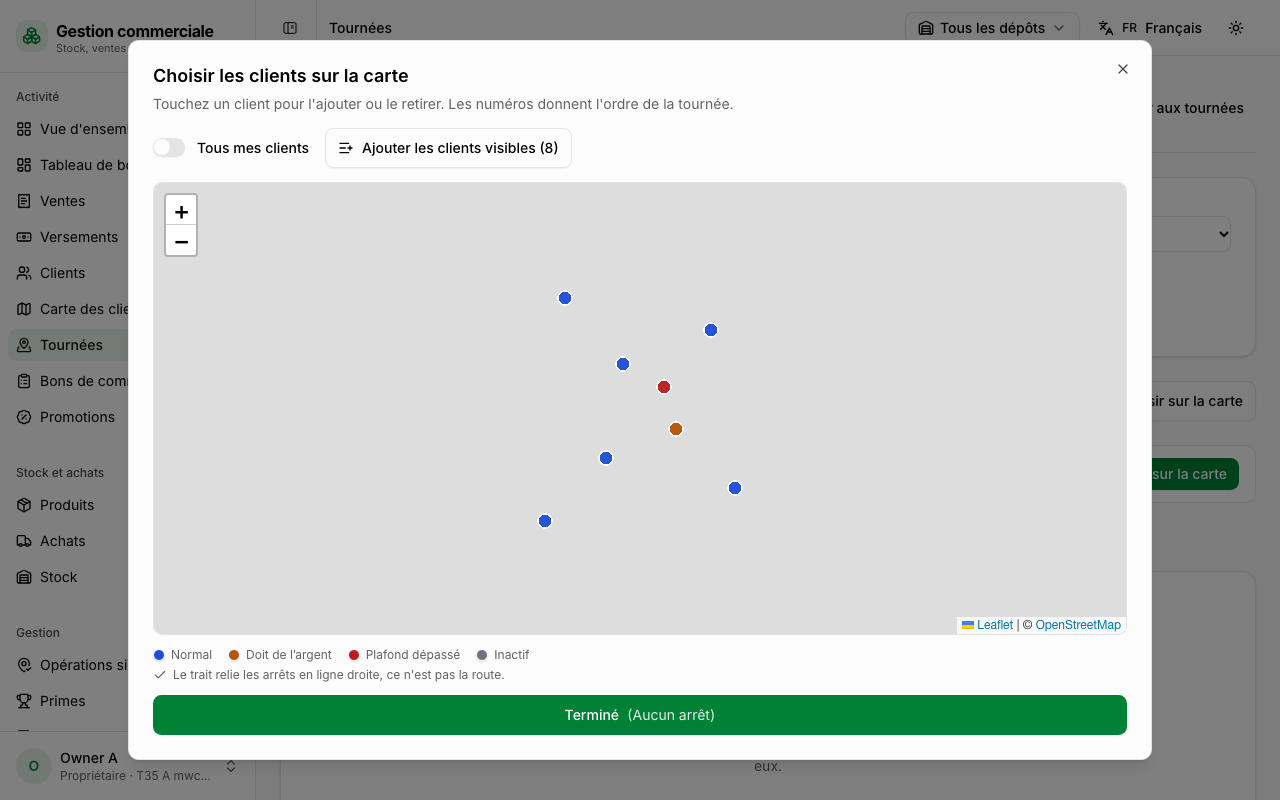 Gestion commerciale
Stock, ventes
Tournées
Tous les dépôts
FR Français
Choisir les clients sur la carte
Touchez un client pour l'ajouter ou le retirer. Les numéros donnent l'ordre de la tournée.
Tous mes clients
Ajouter les clients visibles (8)
+
−
Leaflet | © OpenStreetMap
Normal
Doit de l’argent
Plafond dépassé
Inactif
Le trait relie les arrêts en ligne droite, ce n'est pas la route.
Terminé (Aucun arrêt)
Activité
Vue d'ensem
Tableau de bo
Ventes
Versements
Clients
Carte des clie
Tournées
Bons de com
Promotions
Stock et achats
Produits
Achats
Stock
Gestion
Opérations si
Primes
O
Owner A
Propriétaire · T35 A mwc...
aux tournées
sir sur la carte
sur la carte
eux.